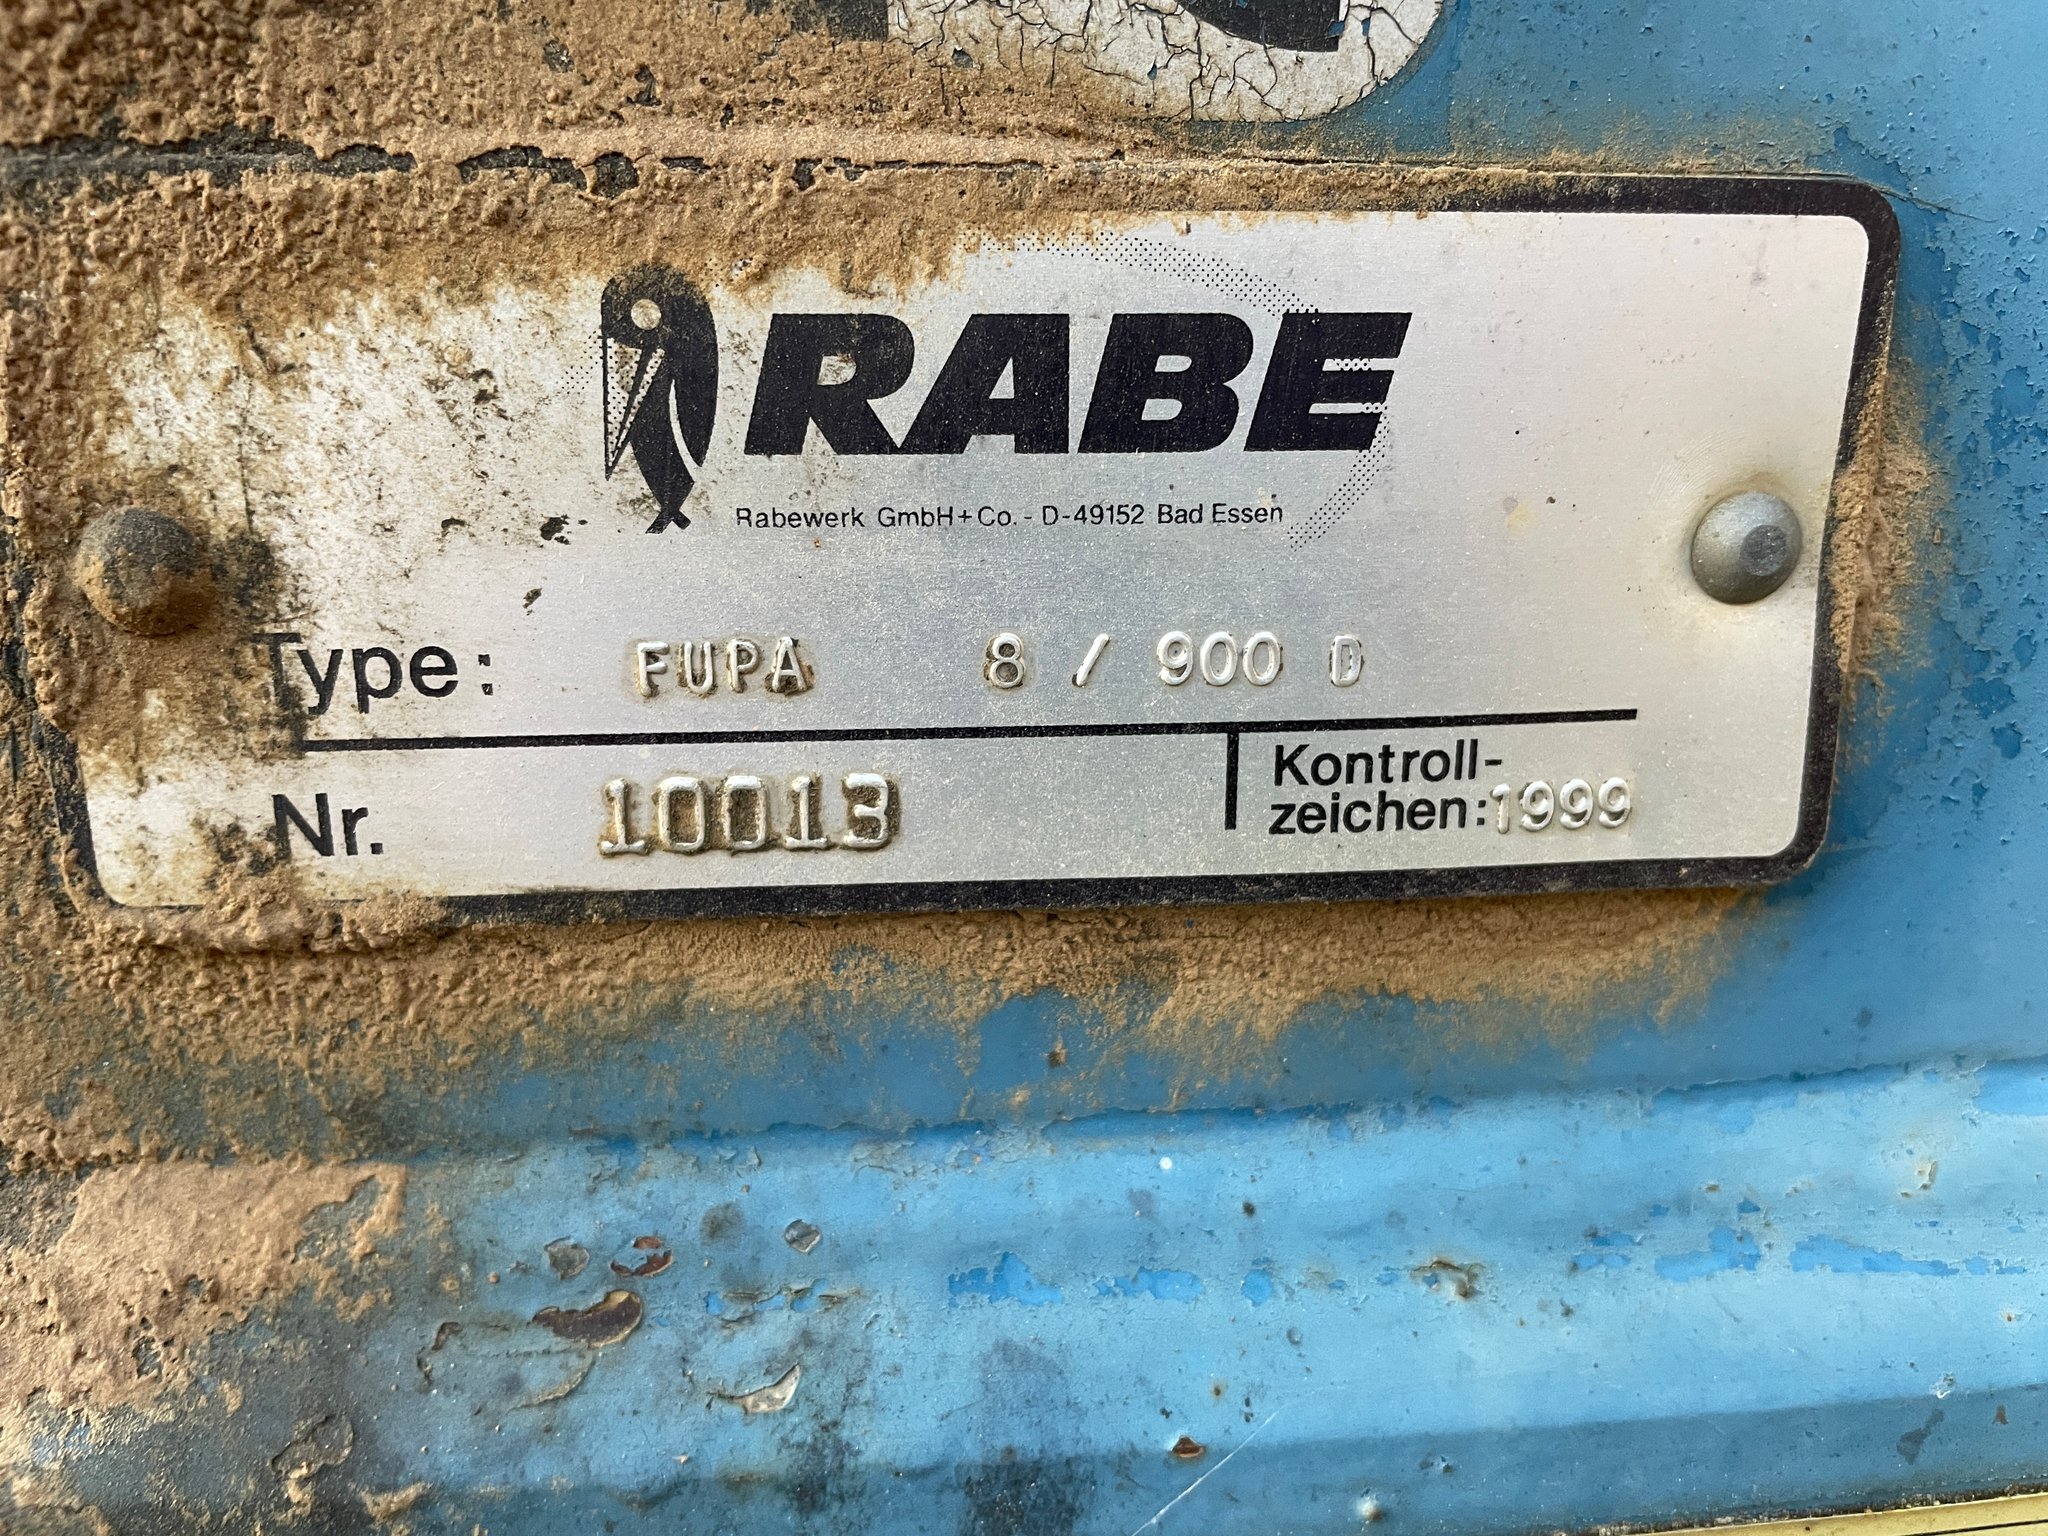 RABE
Rabewerk GmbH+Co. - D-49152 Bad Essen
Type: FUPA 8 / 900 D
Nr. 10013
Kontroll-
zeichen: 1999